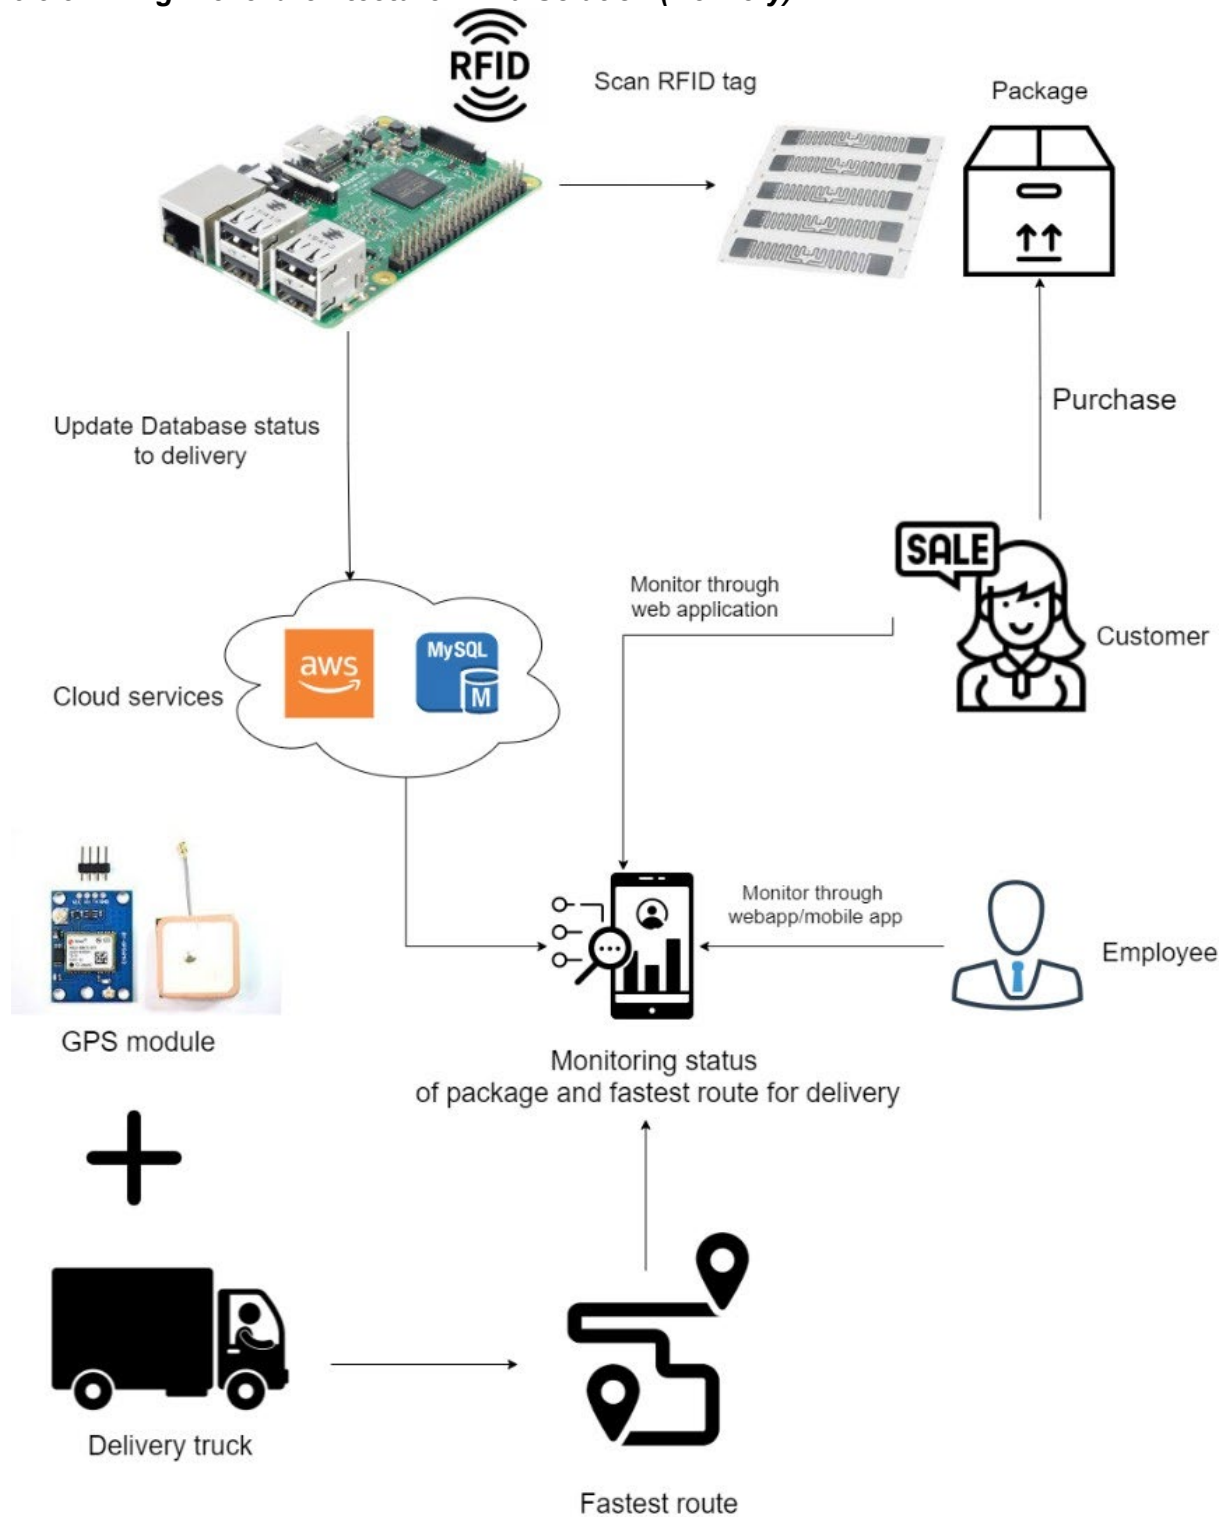 RFID
Scan RFID tag
Package
Purchase
Update Database status
to delivery
SALE
Monitor through
web application
Customer
aws
MySQL
M
Cloud services
Monitor through
webapp/mobile app
Employee
GPS module
Monitoring status
of package and fastest route for delivery
Delivery truck
Fastest route